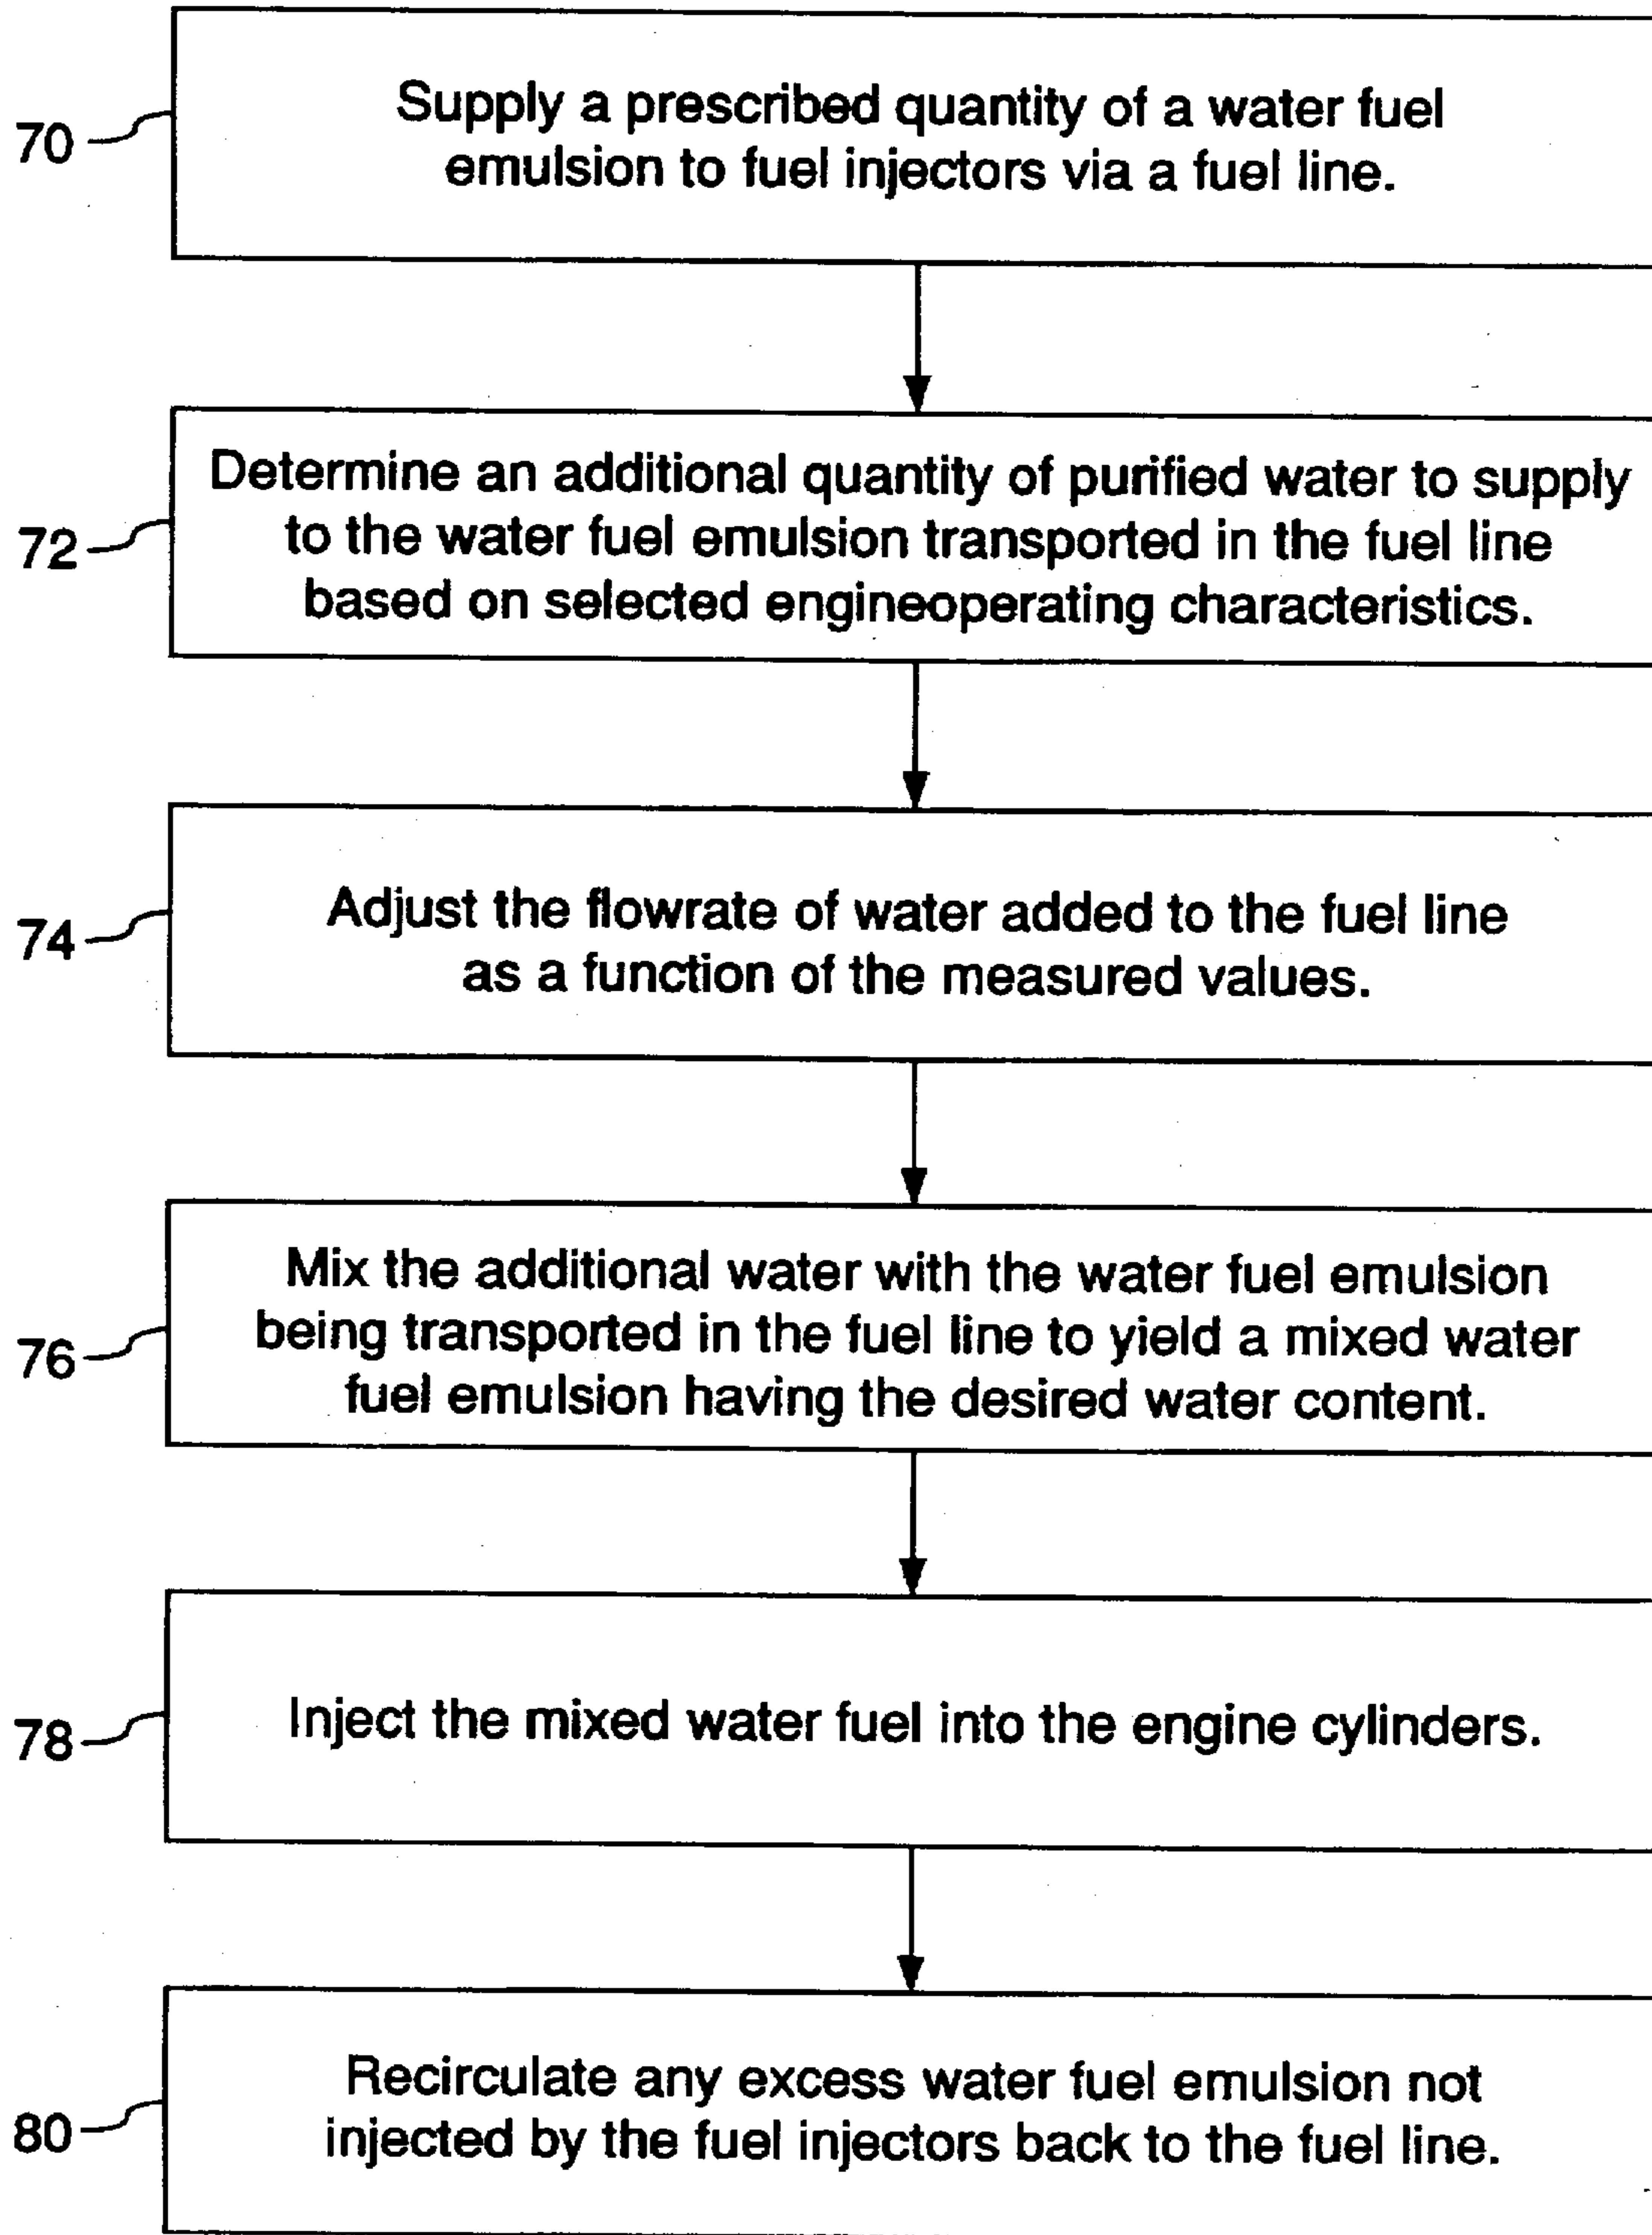 70
Supply a prescribed quantity of a water fuel
emulsion to fuel injectors via a fuel line.
72
Determine an additional quantity of purified water to supply
to the water fuel emulsion transported in the fuel line
based on selected engineoperating characteristics.
74
Adjust the flowrate of water added to the fuel line
as a function of the measured values.
76
Mix the additional water with the water fuel emulsion
being transported in the fuel line to yield a mixed water
fuel emulsion having the desired water content.
78
Inject the mixed water fuel into the engine cylinders.
80
Recirculate any excess water fuel emulsion not
injected by the fuel injectors back to the fuel line.